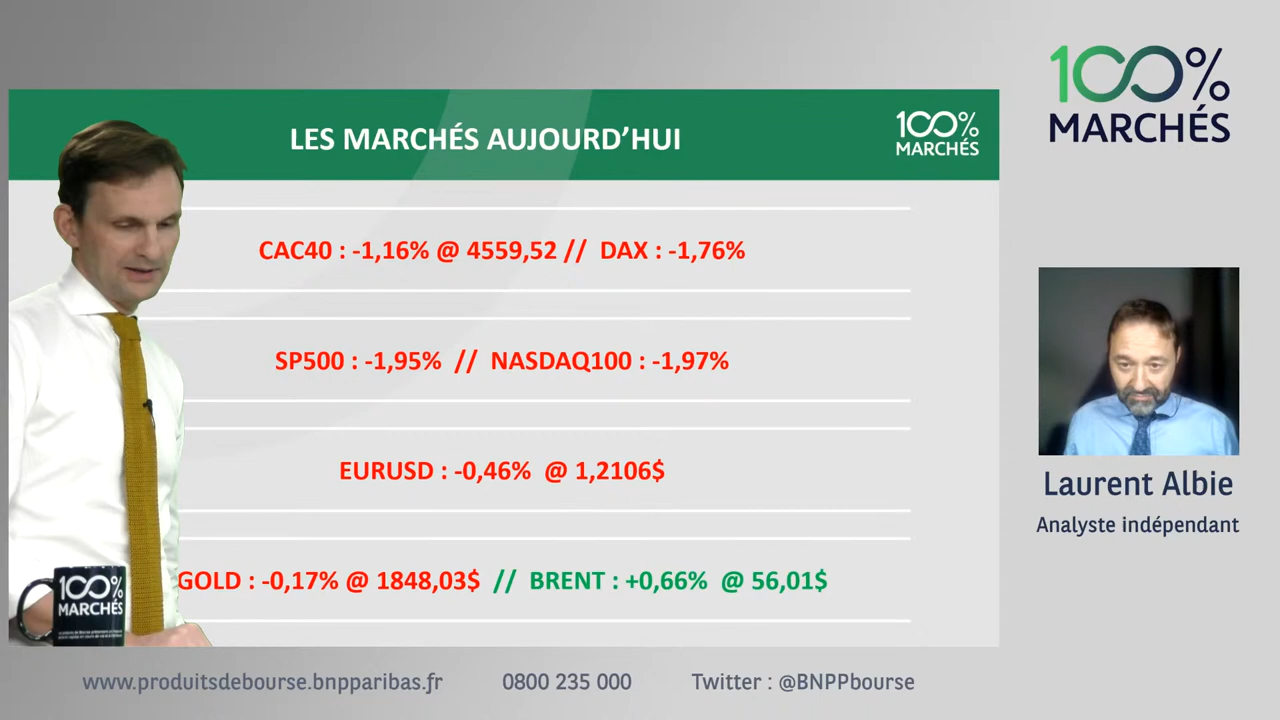 LES MARCHÉS AUJOURD’HUI
100%
MARCHÉS
100%
MARCHÉS
CAC40 : -1,16% @ 4559,52 // DAX : -1,76%
SP500 : -1,95% // NASDAQ100 : -1,97%
EURUSD : -0,46% @ 1,2106$
GOLD : -0,17% @ 1848,03$ // BRENT : +0,66% @ 56,01$
100%
MARCHÉS
Laurent Albie
Analyste indépendant
www.produitsdebourse.bnpparibas.fr 0800 235 000 Twitter : @BNPPbourse